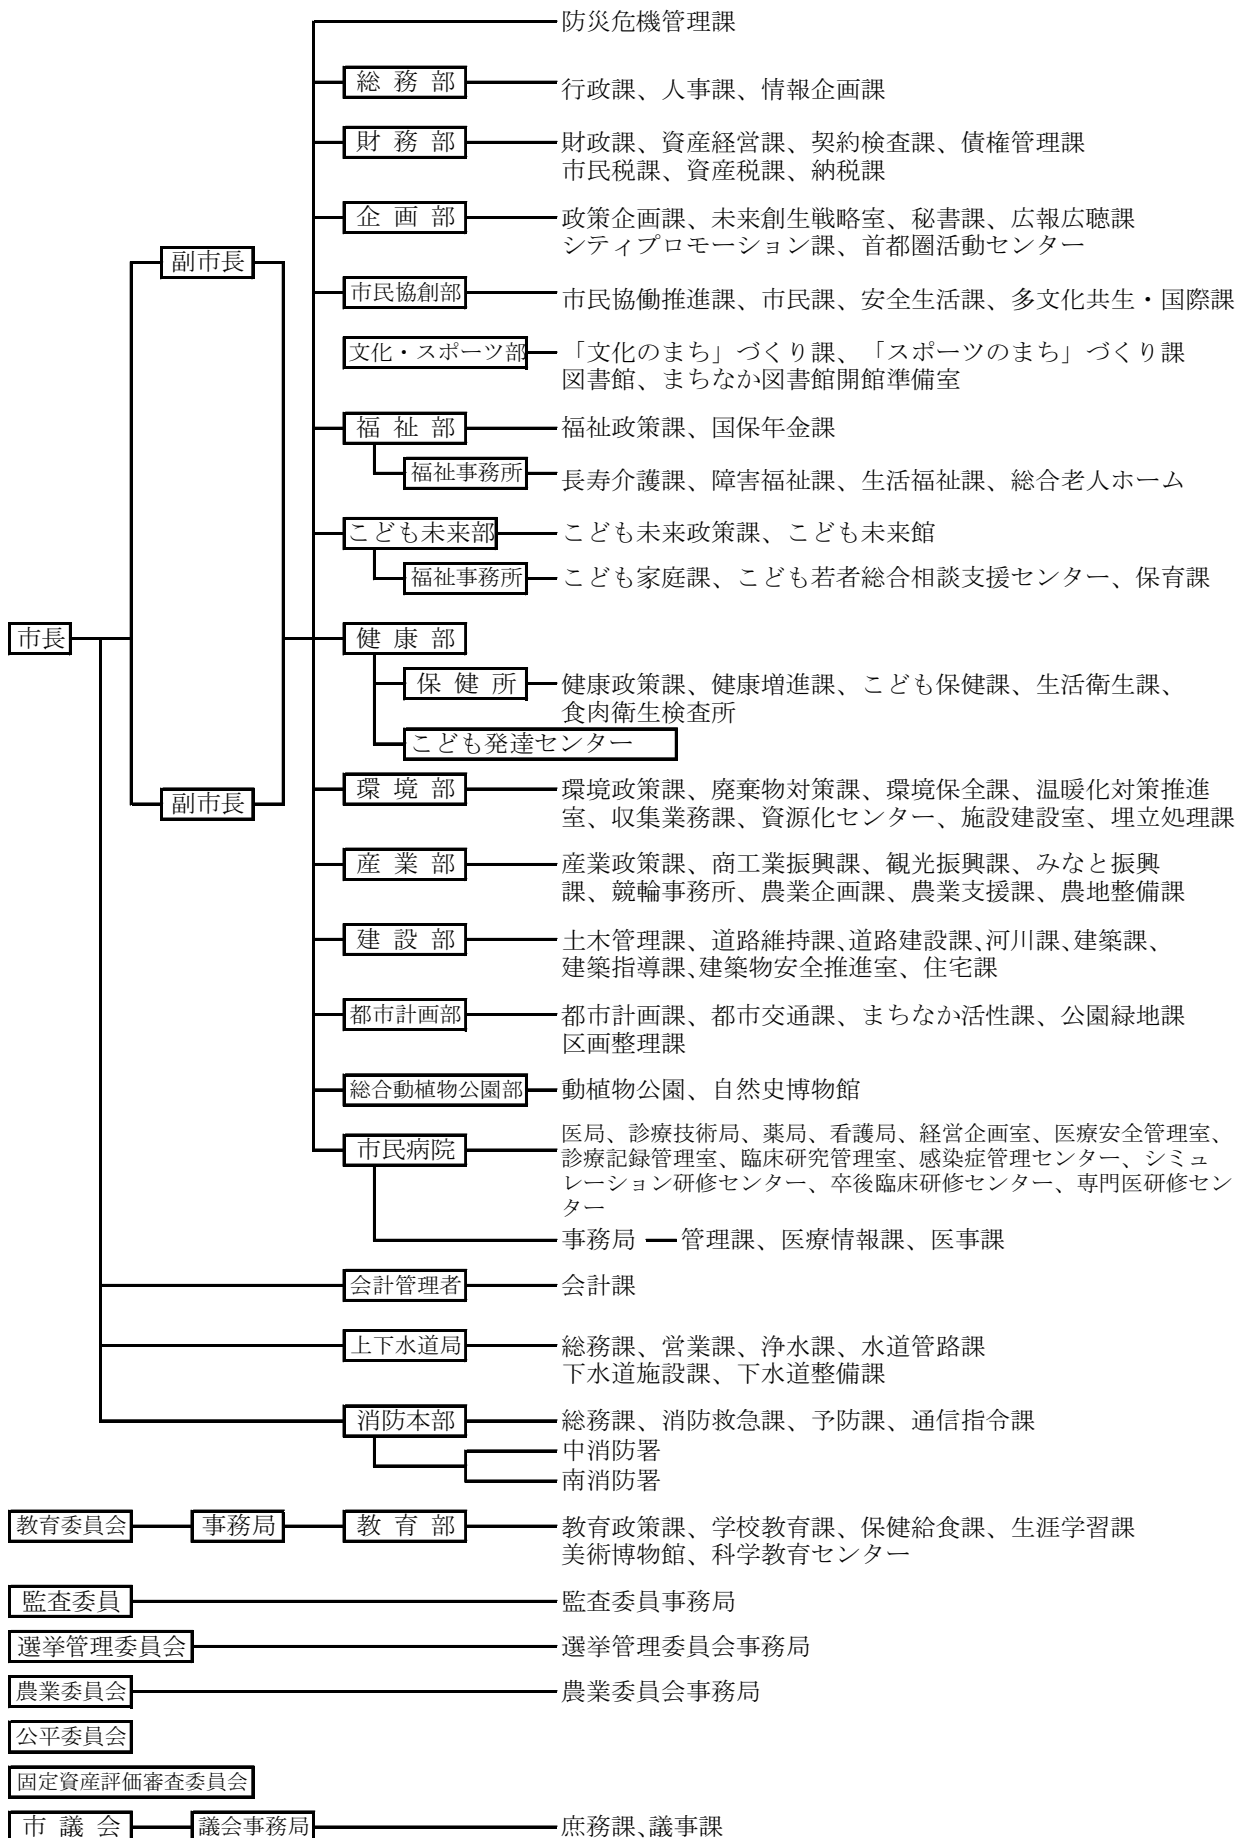 防災危機管理課
総務部
行政課、人事課、情報企画課
財務部
財政課、資産経営課、契約検査課、債権管理課
市民税課、資産税課、納税課
企画部
政策企画課、未来創生戦略室、秘書課、広報広聴課
シティプロモーション課、首都圏活動センター
副市長
市民協創部
市民協働推進課、市民課、安全生活課、多文化共生・国際課
文化・スポーツ部
「文化のまち」づくり課、「スポーツのまち」づくり課
図書館、まちなか図書館開館準備室
福祉部
福祉政策課、国保年金課
福祉事務所
長寿介護課、障害福祉課、生活福祉課、総合老人ホーム
こども未来部
こども未来政策課、こども未来館
福祉事務所
こども家庭課、こども若者総合相談支援センター、保育課
市長
健康部
保健所
健康政策課、健康増進課、こども保健課、生活衛生課、
食肉衛生検査所
こども発達センター
副市長
環境部
環境政策課、廃棄物対策課、環境保全課、温暖化対策推進
室、収集業務課、資源化センター、施設建設室、埋立処理課
産業部
産業政策課、商工業振興課、観光振興課、みなと振興
課、競輪事務所、農業企画課、農業支援課、農地整備課
建設部
土木管理課、道路維持課、道路建設課、河川課、建築課、
建築指導課、建築物安全推進室、住宅課
都市計画部
都市計画課、都市交通課、まちなか活性課、公園緑地課
区画整理課
総合動植物公園部
動植物公園、自然史博物館
市民病院
医局、診療技術局、薬局、看護局、経営企画室、医療安全管理室、
診療記録管理室、臨床研究管理室、感染症管理センター、シミュ
レーション研修センター、卒後臨床研修センター、専門医研修セン
ター
事務局
管理課、医療情報課、医事課
会計管理者
会計課
上下水道局
総務課、営業課、浄水課、水道管路課
下水道施設課、下水道整備課
消防本部
総務課、消防救急課、予防課、通信指令課
中消防署
南消防署
教育委員会
事務局
教育部
教育政策課、学校教育課、保健給食課、生涯学習課
美術博物館、科学教育センター
監査委員
監査委員事務局
選挙管理委員会
選挙管理委員会事務局
農業委員会
農業委員会事務局
公平委員会
固定資産評価審査委員会
市議会
議会事務局
庶務課、議事課